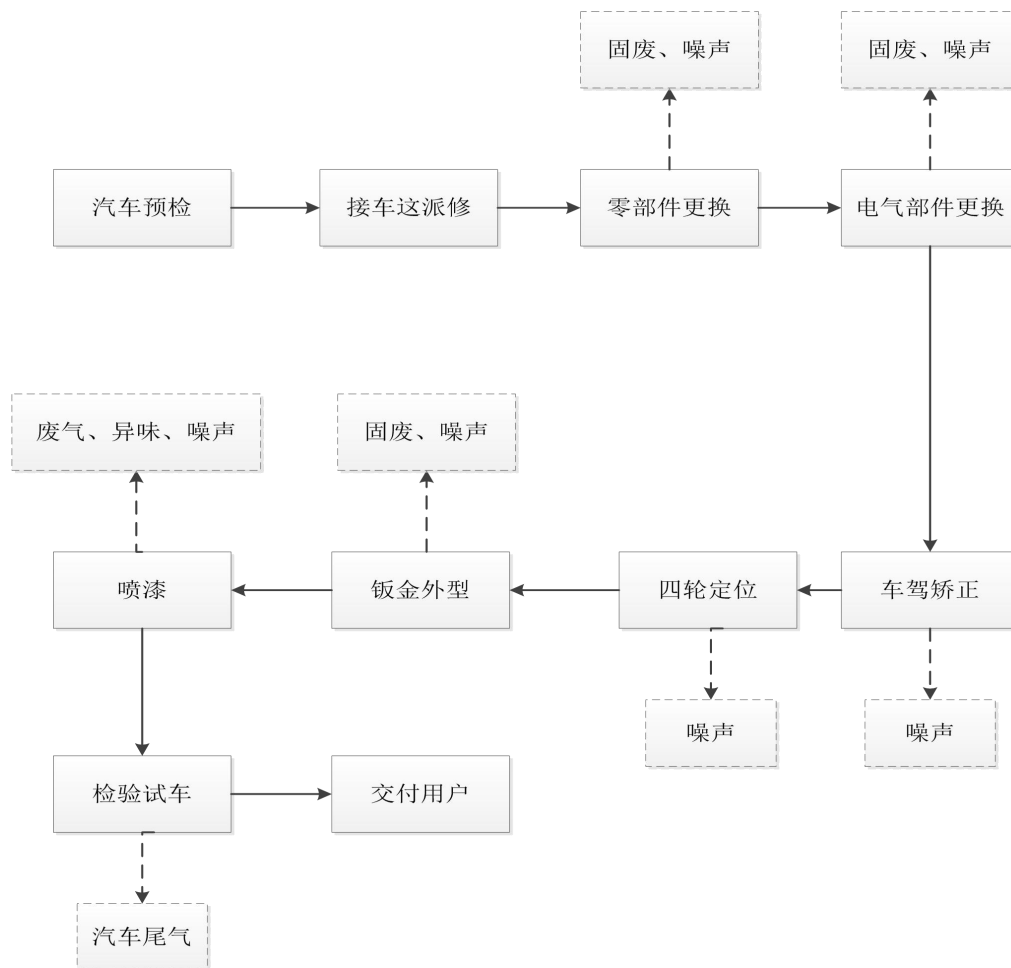 固废、噪声
固废、噪声
汽车预检
接车这派修
零部件更换
电气部件更换
废气、异味、噪声
固废、噪声
喷漆
钣金外型
四轮定位
车驾矫正
噪声
噪声
检验试车
交付用户
汽车尾气